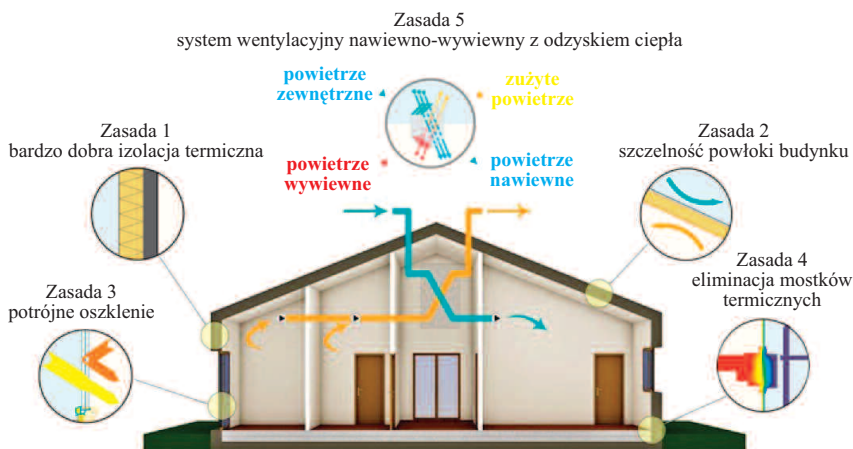 Zasada 5
system wentylacyjny nawiewno-wywiewny z odzyskiem ciepła
powietrze
zewnętrzne
zużyte
powietrze
Zasada 1
bardzo dobra izolacja termiczna
powietrze
wywiewne
powietrze
nawiewne
Zasada 2
szczelność powłoki budynku
Zasada 3
potrójne oszklenie
Zasada 4
eliminacja mostków
termicznych